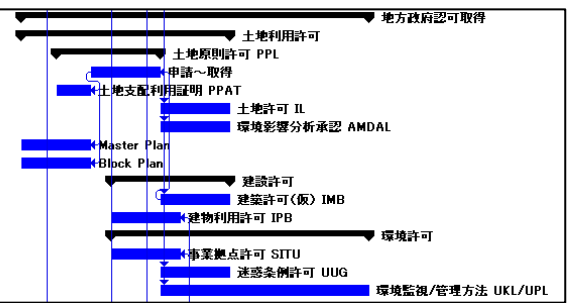 地方政府認可取得
土地利用許可
土地原則許可 PPL
申請～取得
土地支配利用証明 PPAT
土地許可 IL
環境影響分析承認 AMDAL
Master Plan
Block Plan
建設許可
建築許可(仮) IMB
建物利用許可 IPB
環境許可
事業拠点許可 SITU
迷惑条例許可 UUG
環境監視/管理方法 UKL/UPL